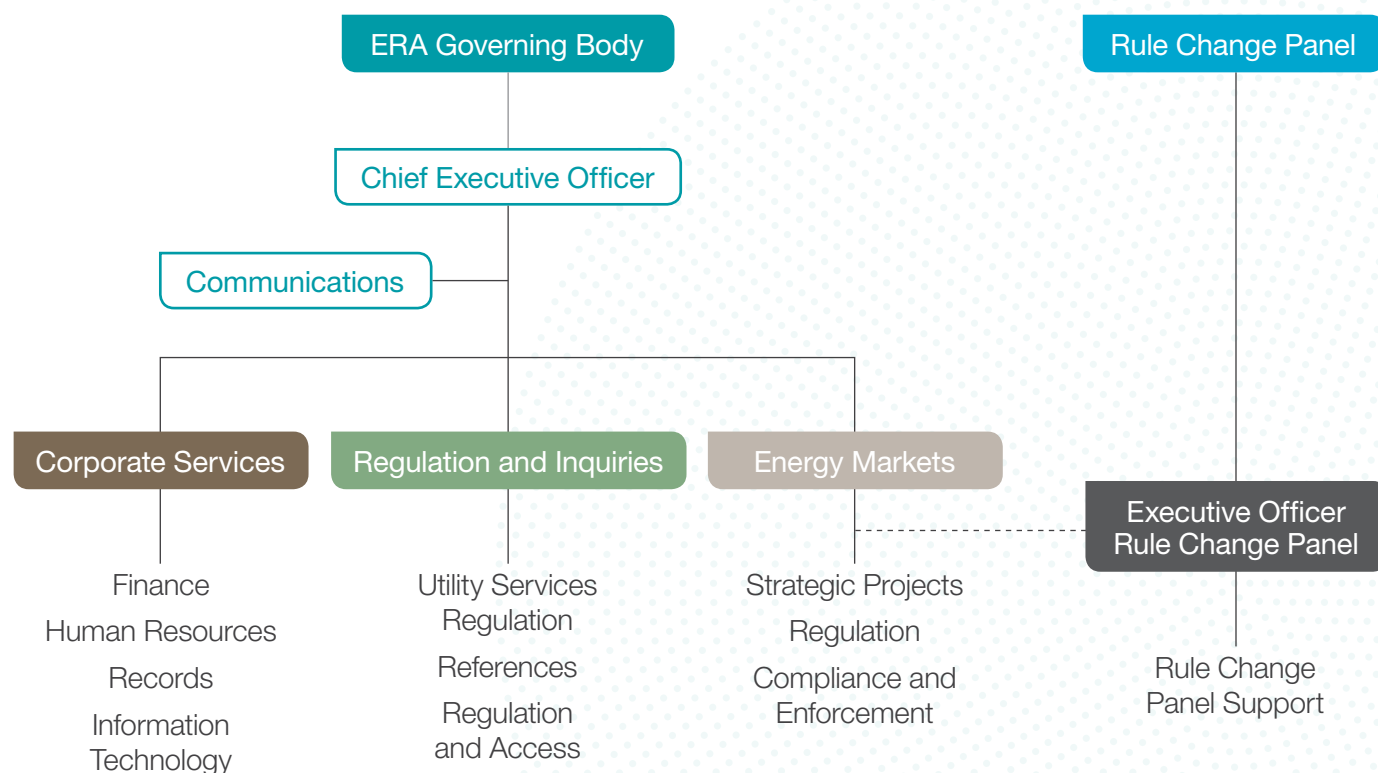 ERA Governing Body
Rule Change Panel
Chief Executive Officer
Communications
Corporate Services
Regulation and Inquiries
Energy Markets
Executive Officer
Rule Change Panel
Finance
Human Resources
Records
Information
Technology
Utility Services
Regulation
References
Regulation
and Access
Strategic Projects
Regulation
Compliance and
Enforcement
Rule Change
Panel Support